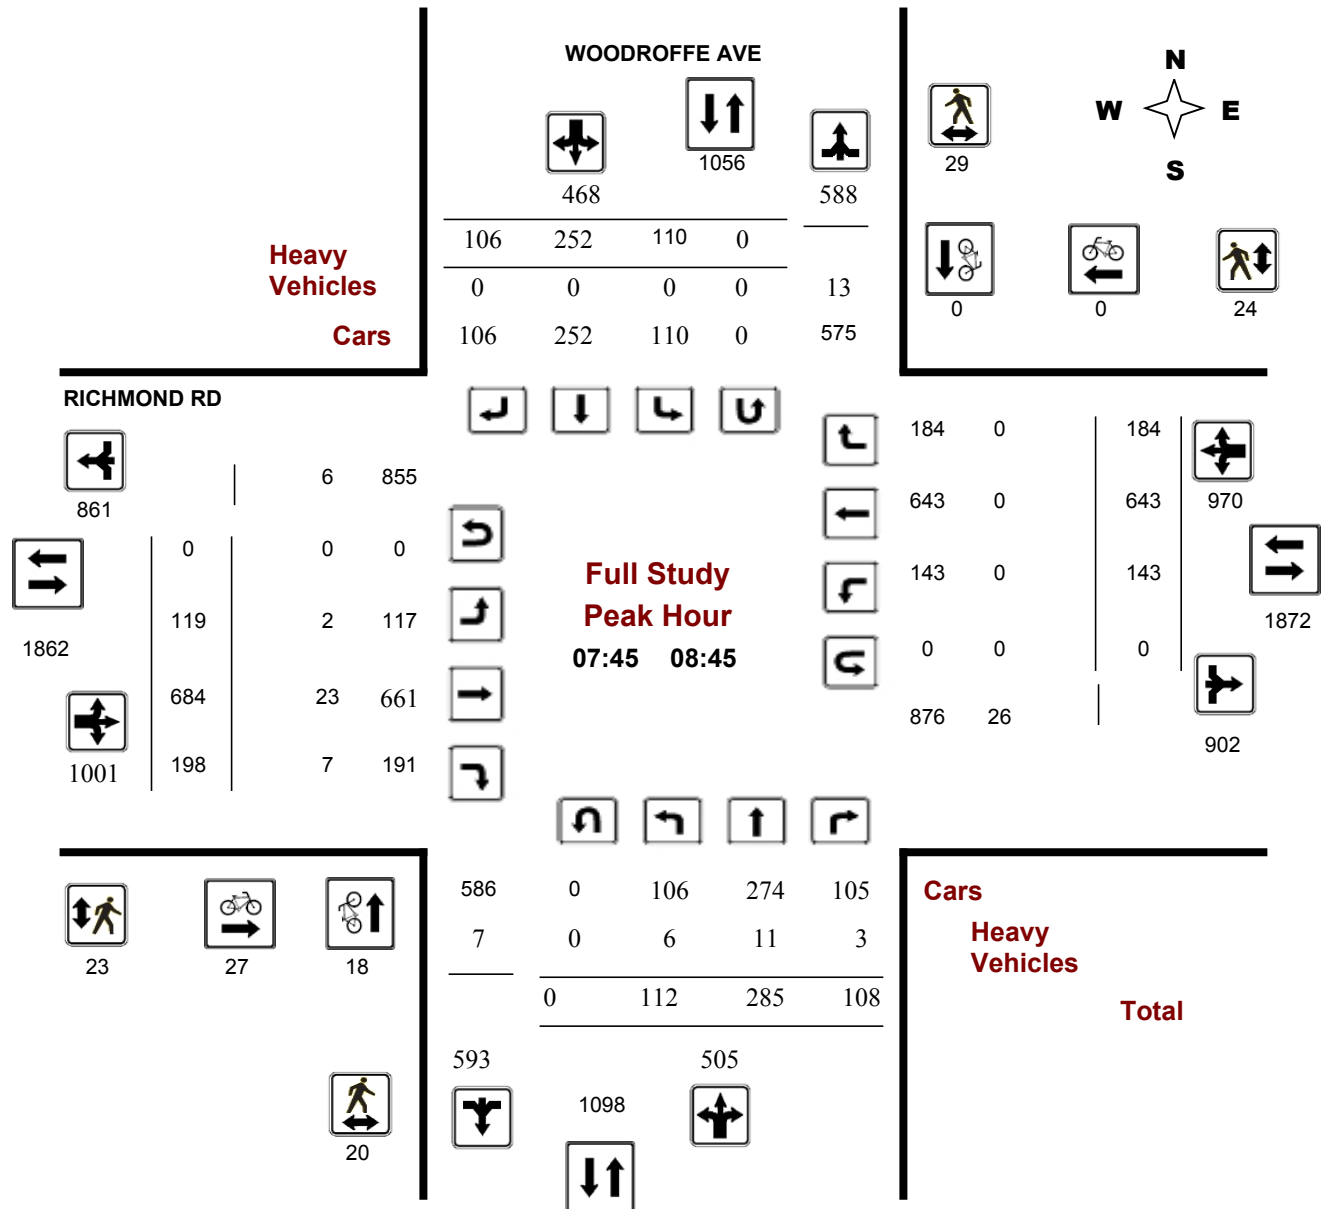 WOODROFFE AVE
N
W E
S
1056
29
468 588
106 252 110 0
Heavy
Vehicles 0 0 0 0 13
Cars 106 252 110 0 575
0 0 24
RICHMOND RD
184 0 184
6 855
861
643 0 643 970
0 0 0
Full Study
143 0 143
Peak Hour
119 2 117
1872
1862
07:45 08:45
0 0 0
684 23 661
876 26
902
1001 198 7 191
586 0 106 274 105 Cars
7 0 6 11 3 Heavy
Vehicles
23 27 18
0 112 285 108
Total
593 505
1098
20